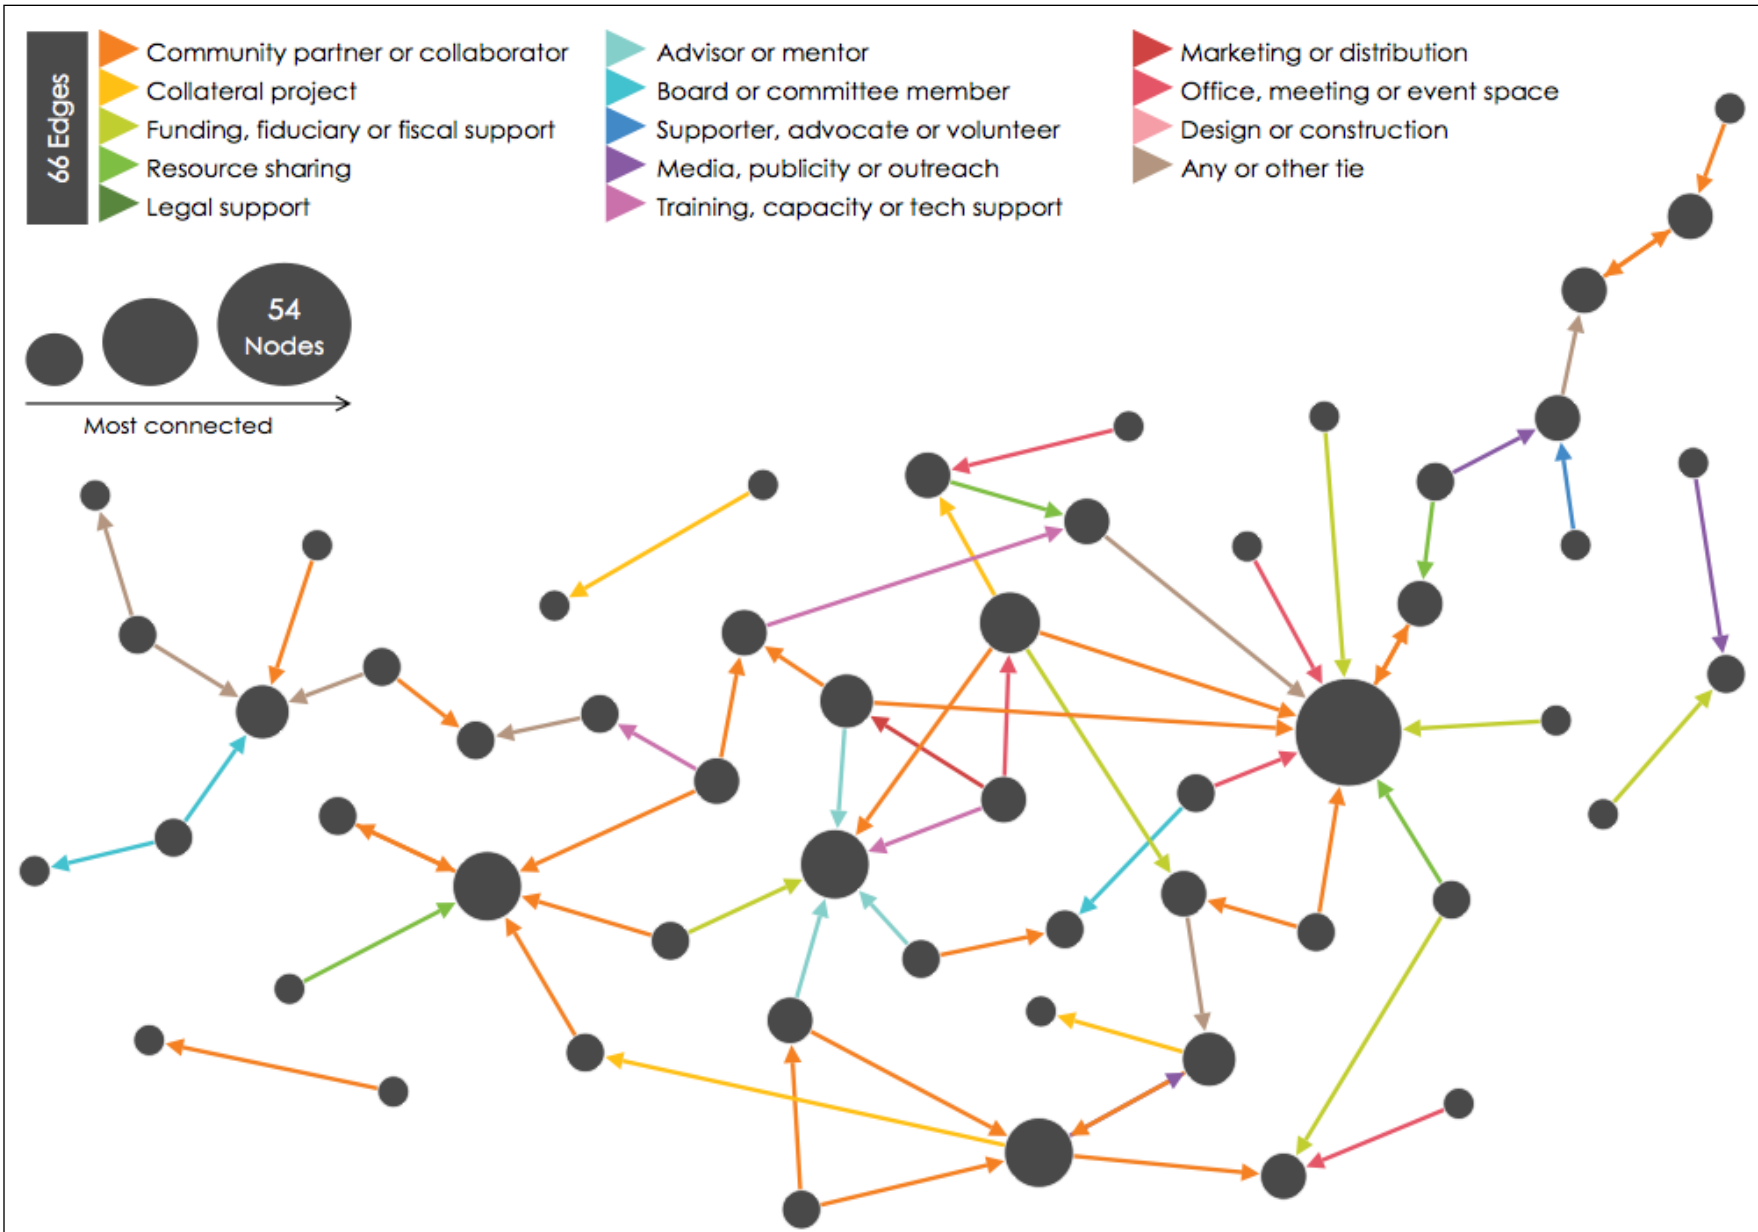 66 Edges
Community partner or collaborator
Collateral project
Funding, fiduciary or fiscal support
Resource sharing
Legal support
Advisor or mentor
Board or committee member
Supporter, advocate or volunteer
Media, publicity or outreach
Training, capacity or tech support
Marketing or distribution
Office, meeting or event space
Design or construction
Any or other tie
54
Nodes
Most connected